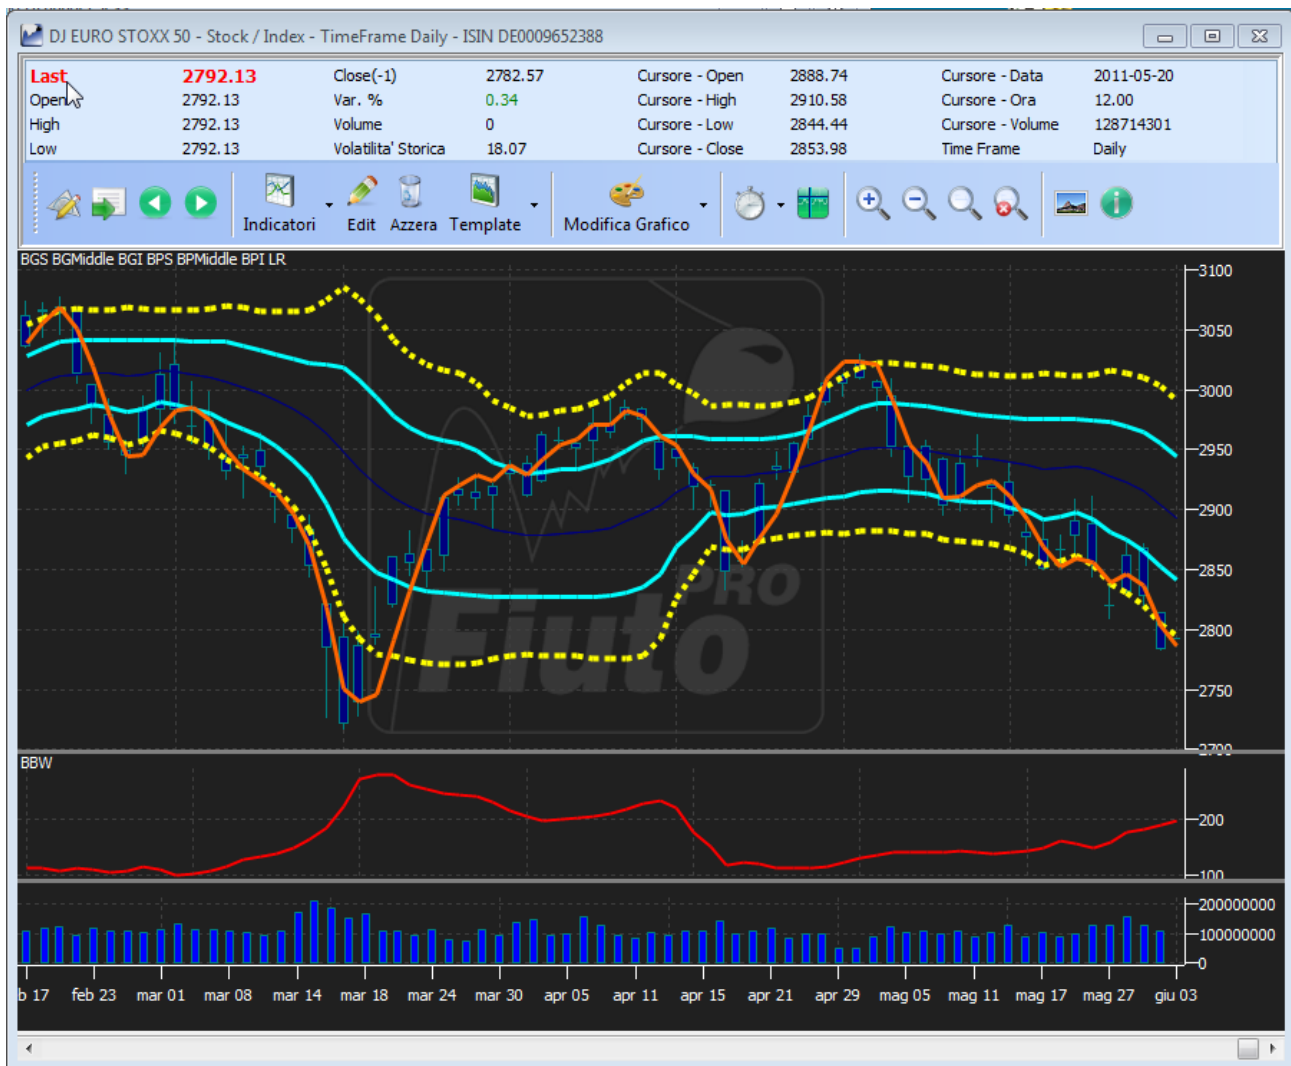 DJ EURO STOXX 50 - Stock / Index - TimeFrame Daily - ISIN DE0009652388
Last 2792.13 Close(-1) 2782.57 Cursore - Open 2888.74 Cursore - Data 2011-05-20
Open 2792.13 Var. % 0.34 Cursore - High 2910.58 Cursore - Ora 12.00
High 2792.13 Volume 0 Cursore - Low 2844.44 Cursore - Volume 128714301
Low 2792.13 Volatilita' Storica 18.07 Cursore - Close 2853.98 Time Frame Daily
Indicatori Edit Azzera Template Modifica Grafico
BGS BGMiddle BGI BPS BPMiddle BPI LR
3100
3050
3000
2950
2900
2850
2800
2750
2700
Fiuto PRO
BBW
200
100
200000000
100000000
0
b 17 feb 23 mar 01 mar 08 mar 14 mar 18 mar 24 mar 30 apr 05 apr 11 apr 15 apr 21 apr 29 mag 05 mag 11 mag 17 mag 27 giu 03